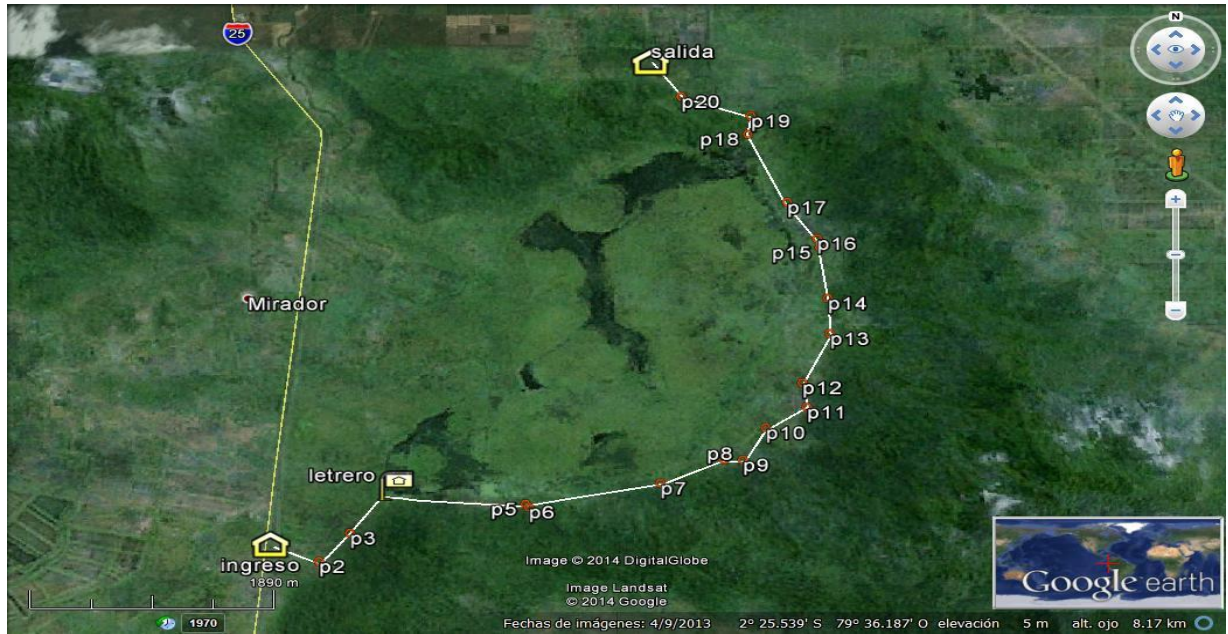 N
25
salida
p20
p19
p18
p17
p16
p15
p14
Mirador
p13
p12
p11
p10
p8
p9
letrero
p7
p5
p6
p3
ingreso
p2
1890 m
Image © 2014 DigitalGlobe
Image Landsat
© 2014 Google
Google earth
1970
Fechas de imágenes: 4/9/2013 2° 25.539' S 79° 36.187' O elevación 5 m alt. ojo 8.17 km